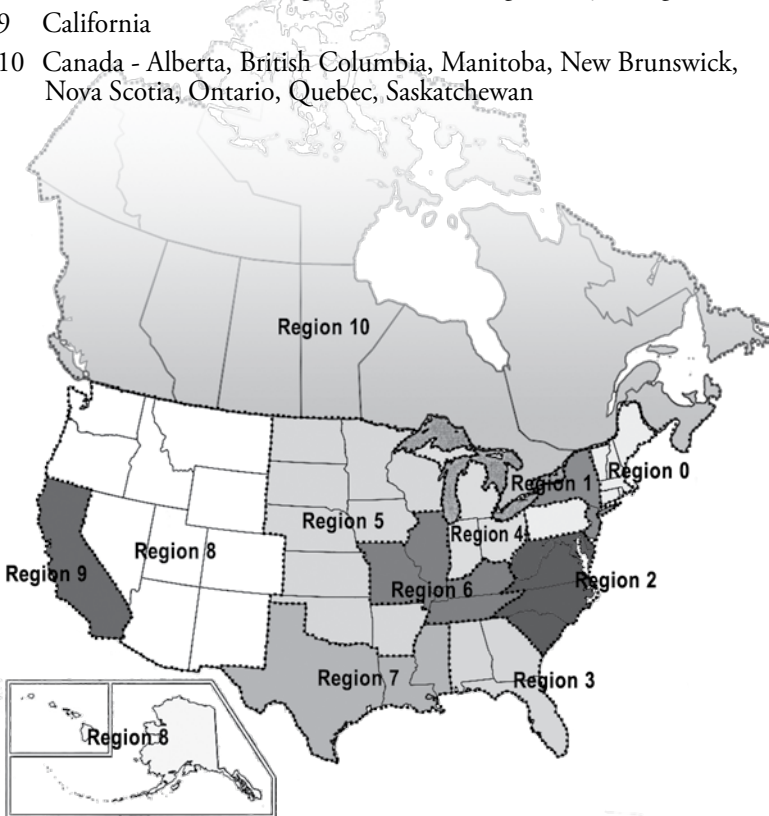 9 California
10 Canada - Alberta, British Columbia, Manitoba, New Brunswick,
Nova Scotia, Ontario, Quebec, Saskatchewan
Region 10
Region 0
Region 1
Region 5
Region 4
Region 8
Region 9
Region 2
Region 6
Region 7
Region 3
Region 8